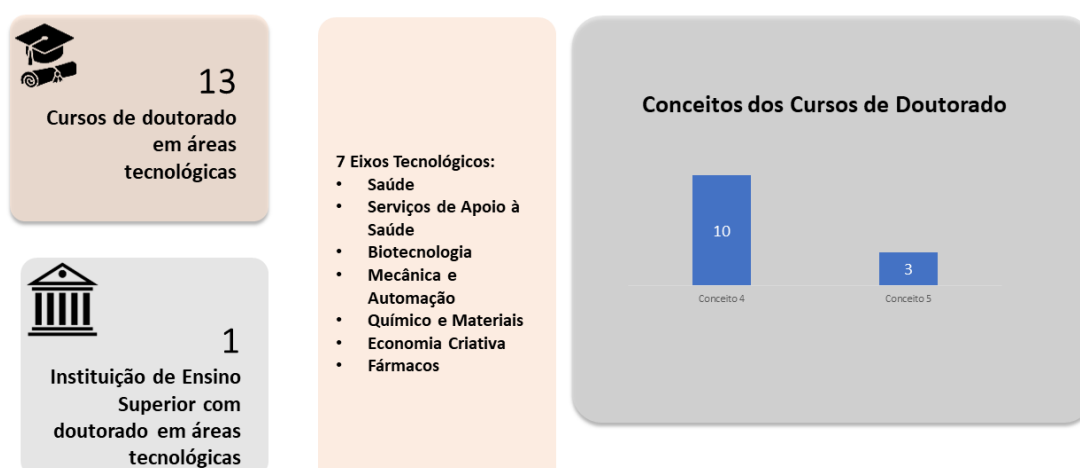 13
Cursos de doutorado
em áreas
tecnológicas
1
Instituição de Ensino
Superior com
doutorado em áreas
tecnológicas
7 Eixos Tecnológicos:
• Saúde
• Serviços de Apoio à
Saúde
• Biotecnologia
• Mecânica e
Automação
• Químico e Materiais
• Economia Criativa
• Fármacos
Conceitos dos Cursos de Doutorado
10
3
Conceito 4
Conceito 5